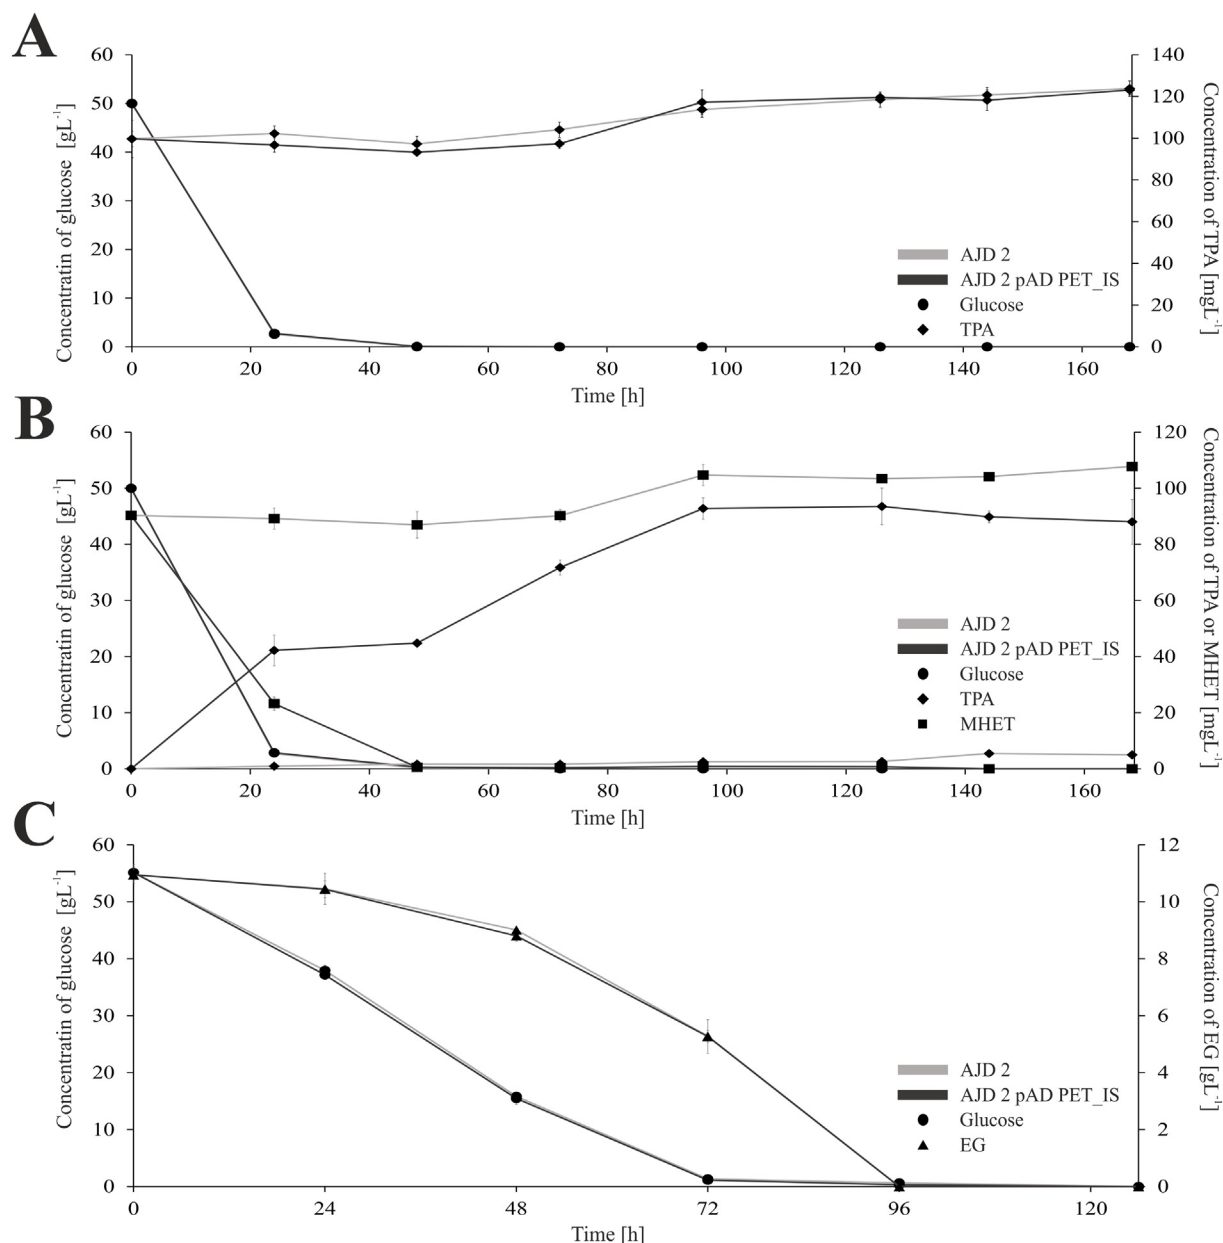 A
60
50
40
30
20
10
0
Concentratin of glucose [gL⁻¹]
140
120
100
80
60
40
20
0
Concentration of TPA [mgL⁻¹]
AJD 2
AJD 2 pAD PET_IS
Glucose
TPA
0 20 40 60 80 100 120 140 160
Time [h]
B
60
50
40
30
20
10
0
Concentratin of glucose [gL⁻¹]
120
100
80
60
40
20
0
Concentration of TPA or MHET [mgL⁻¹]
AJD 2
AJD 2 pAD PET_IS
Glucose
TPA
MHET
0 20 40 60 80 100 120 140 160
Time [h]
C
60
50
40
30
20
10
0
Concentratin of glucose [gL⁻¹]
12
10
8
6
4
2
0
Concentration of EG [gL⁻¹]
AJD 2
AJD 2 pAD PET_IS
Glucose
EG
0 24 48 72 96 120
Time [h]